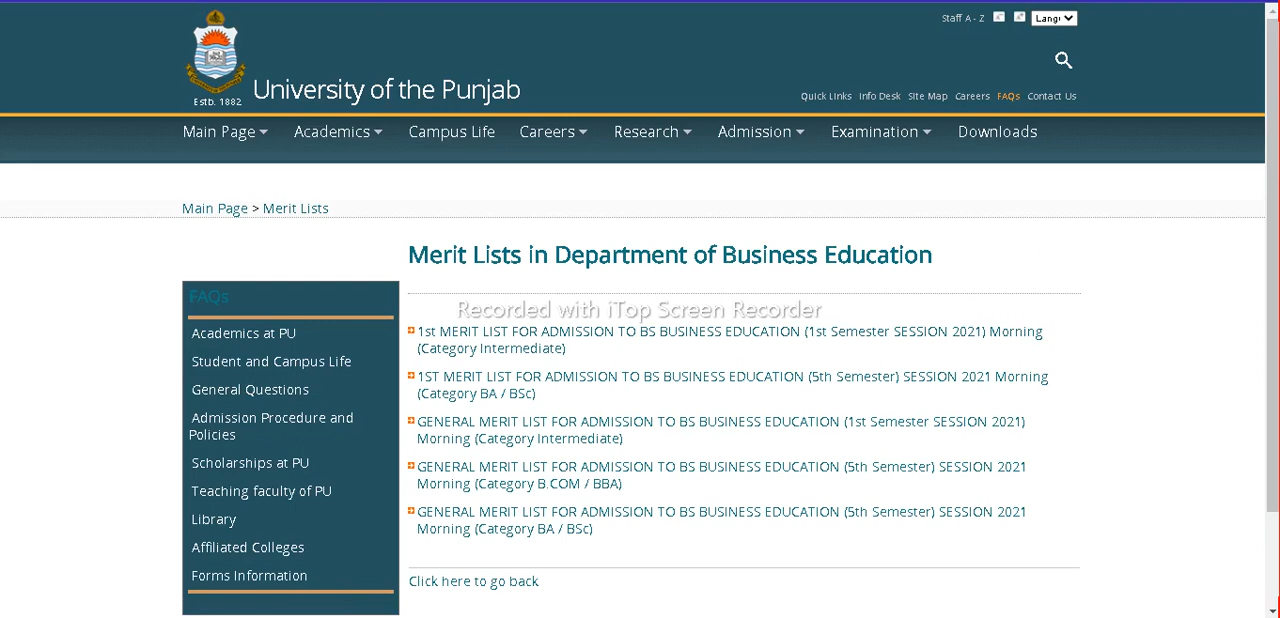 Staff A - Z
Langu
Estb. 1882
University of the Punjab
Quick Links Info Desk Site Map Careers FAQs Contact Us
Main Page Academics Campus Life Careers Research Admission Examination Downloads
Main Page > Merit Lists
Merit Lists in Department of Business Education
FAQs
Academics at PU
Student and Campus Life
General Questions
Admission Procedure and
Policies
Scholarships at PU
Teaching faculty of PU
Library
Affiliated Colleges
Forms Information
Recorded with iTop Screen Recorder
1st MERIT LIST FOR ADMISSION TO BS BUSINESS EDUCATION (1st Semester SESSION 2021) Morning
(Category Intermediate)
1ST MERIT LIST FOR ADMISSION TO BS BUSINESS EDUCATION (5th Semester) SESSION 2021 Morning
(Category BA / BSc)
GENERAL MERIT LIST FOR ADMISSION TO BS BUSINESS EDUCATION (1st Semester SESSION 2021)
Morning (Category Intermediate)
GENERAL MERIT LIST FOR ADMISSION TO BS BUSINESS EDUCATION (5th Semester) SESSION 2021
Morning (Category B.COM / BBA)
GENERAL MERIT LIST FOR ADMISSION TO BS BUSINESS EDUCATION (5th Semester) SESSION 2021
Morning (Category BA / BSc)
Click here to go back